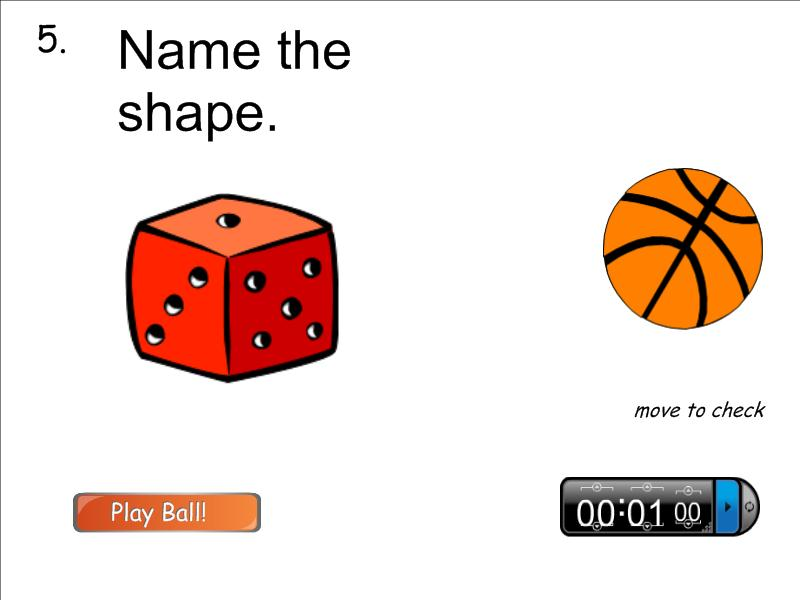 5.
Name the
shape.
move to check
Play Ball!
00:01 00